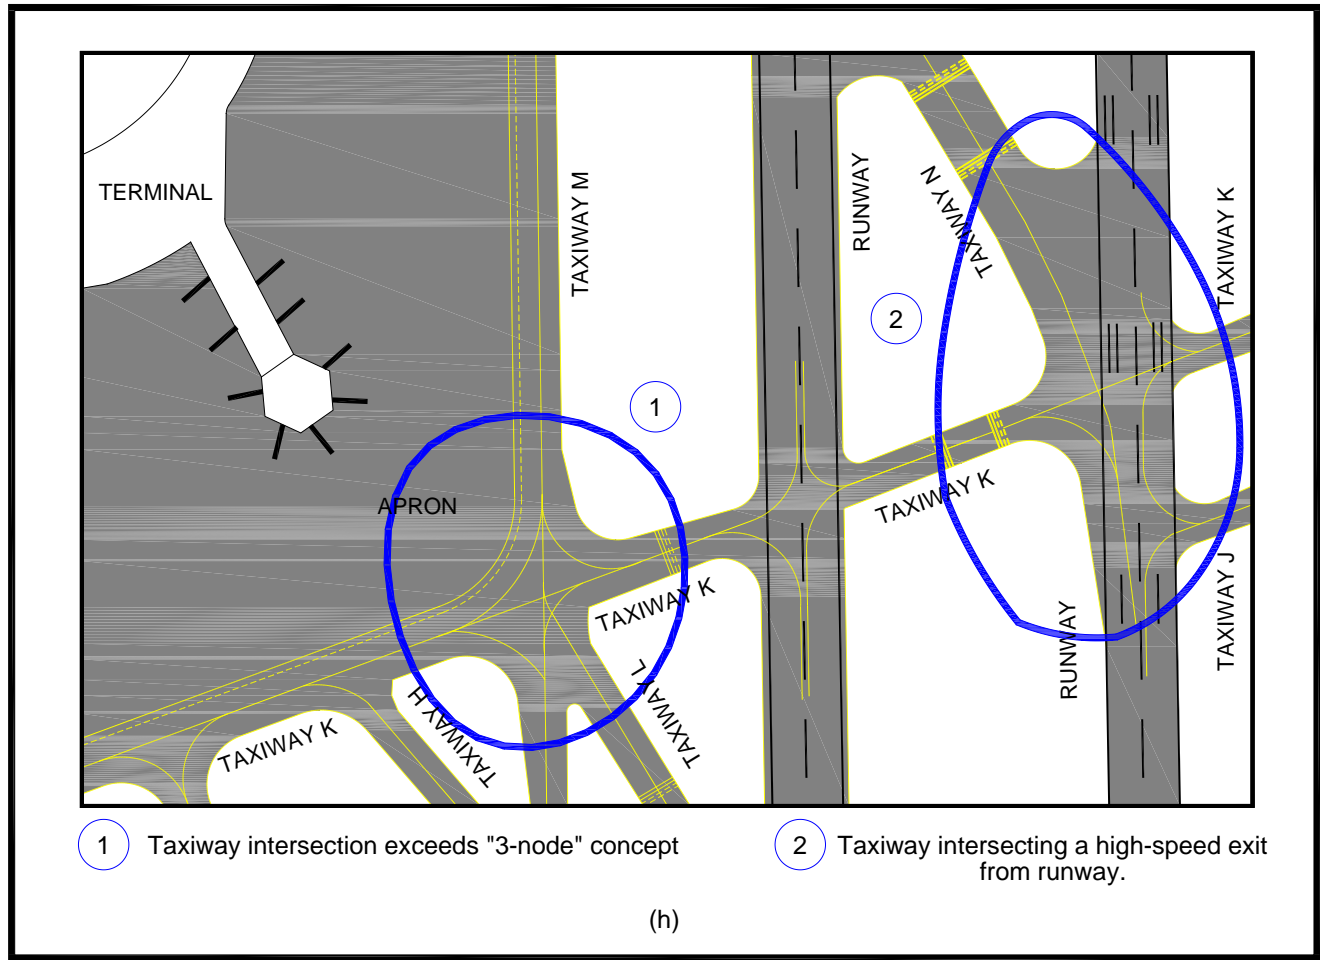 TERMINAL
TAXIWAY M
RUNWAY
TAXIWAY N
TAXIWAY K
2
1
APRON
TAXIWAY K
TAXIWAY K
TAXIWAY J
RUNWAY
TAXIWAY L
TAXIWAY H
TAXIWAY K
1 Taxiway intersection exceeds "3-node" concept
2 Taxiway intersecting a high-speed exit
from runway.
(h)